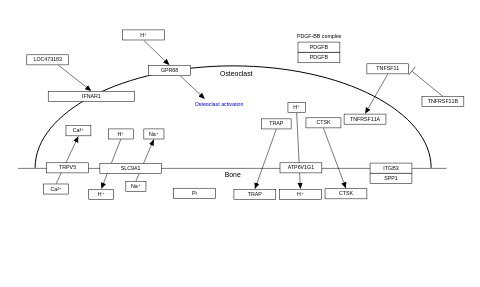 H⁺
PDGF-BB complex
PDGFB
PDGFB
LOC473183
GPR68
Osteoclast
TNFSF11
IFNAR1
Osteoclast activation
TNFRSF11B
H⁺
TRAP
CTSK
TNFRSF11A
Ca²⁺
H⁺
Na⁺
TRPV5
SLC9A1
ATP6V1G1
ITGB3
Bone
SPP1
Ca²⁺
H⁺
Na⁺
Pi
TRAP
H⁺
CTSK